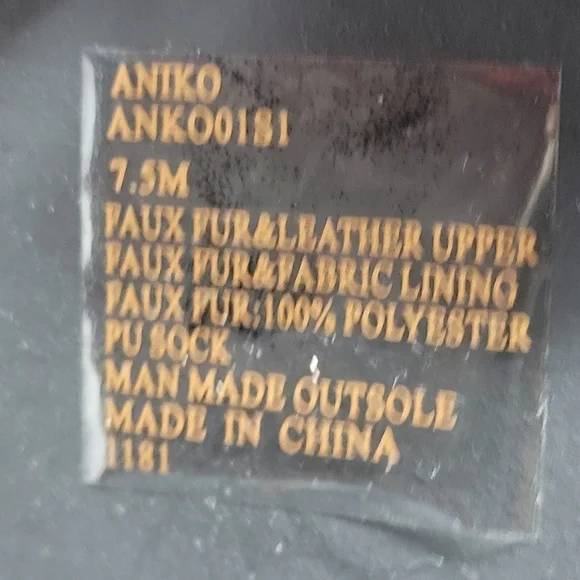 ANIKO
ANKO01S1
7.5M
FAUX FUR&LEATHER UPPER
FAUX FUR&FABRIC LINING
FAUX FUR:100% POLYESTER
PU SOCK
MAN MADE OUTSOLE
MADE IN CHINA
1181